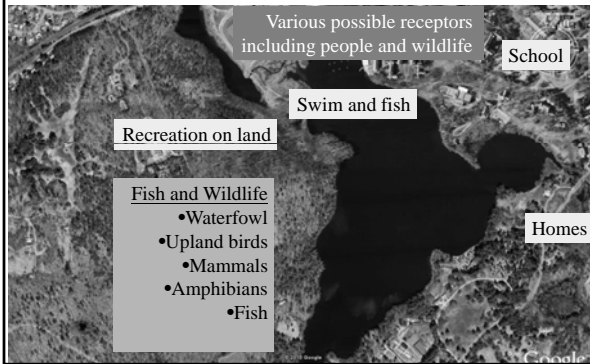 Various possible receptors
including people and wildlife
School
Swim and fish
Recreation on land
Fish and Wildlife
•Waterfowl
•Upland birds
•Mammals
•Amphibians
•Fish
Homes
Google